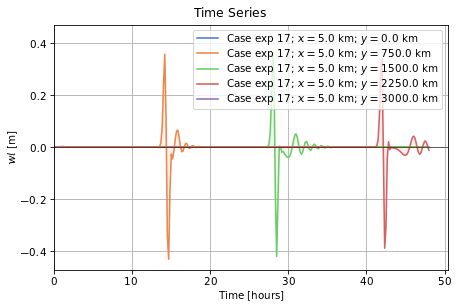 Time Series
Case exp 17; x = 5.0 km; y = 0.0 km
Case exp 17; x = 5.0 km; y = 750.0 km
Case exp 17; x = 5.0 km; y = 1500.0 km
Case exp 17; x = 5.0 km; y = 2250.0 km
Case exp 17; x = 5.0 km; y = 3000.0 km
0.4
0.2
0.0
−0.2
−0.4
wl [m]
0 10 20 30 40 50
Time [hours]